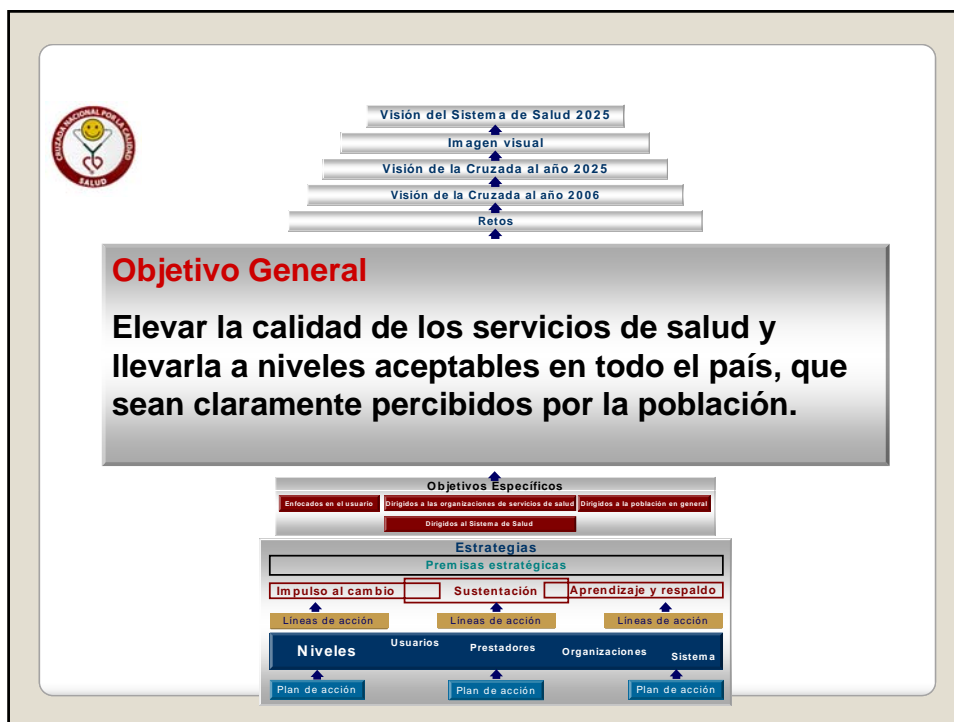 CRUZADA NACIONAL POR LA CALIDAD
SALUD
Visión del Sistema de Salud 2025
Imagen visual
Visión de la Cruzada al año 2025
Visión de la Cruzada al año 2006
Retos
Objetivo General
Elevar la calidad de los servicios de salud y
llevarla a niveles aceptables en todo el país, que
sean claramente percibidos por la población.
Objetivos Específicos
Enfocados en el usuario Dirigidos a las organizaciones de servicios de salud Dirigidos a la población en general
Dirigidos al Sistema de Salud
Estrategias
Premisas estratégicas
Impulso al cambio Sustentación Aprendizaje y respaldo
Líneas de acción Líneas de acción Líneas de acción
Niveles Usuarios Prestadores Organizaciones Sistema
Plan de acción Plan de acción Plan de acción